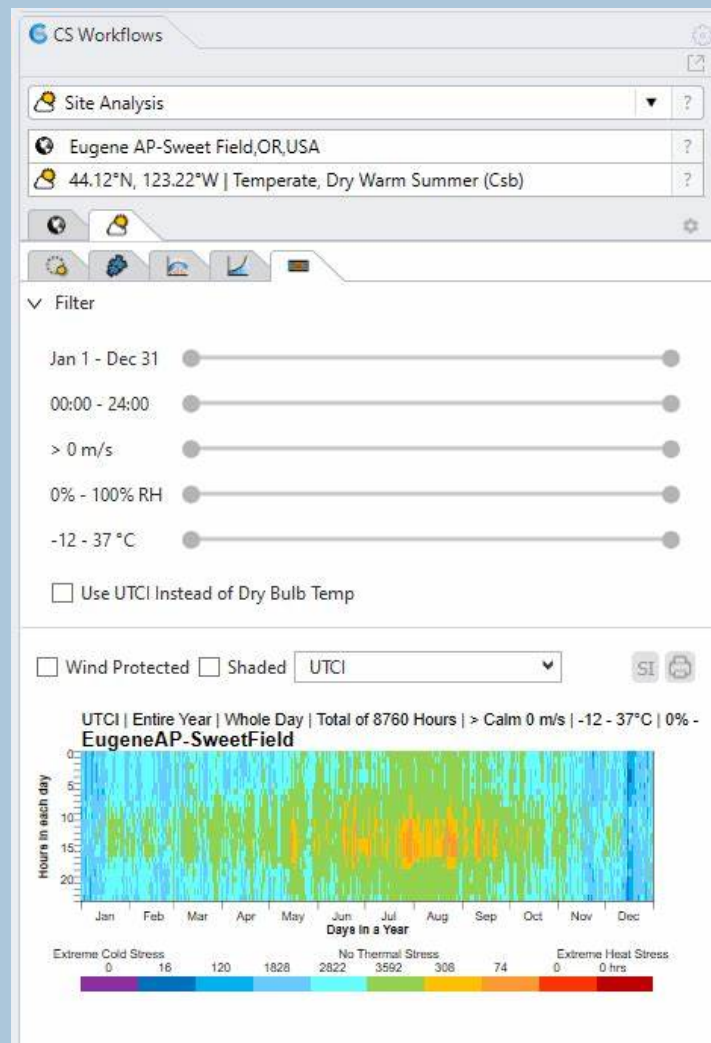 CS Workflows
Site Analysis ?
Eugene AP-Sweet Field,OR,USA ?
44.12°N, 123.22°W | Temperate, Dry Warm Summer (Csb) ?
Filter
Jan 1 - Dec 31
00:00 - 24:00
> 0 m/s
0% - 100% RH
-12 - 37 °C
Use UTCI Instead of Dry Bulb Temp
Wind Protected Shaded UTCI SI
UTCI | Entire Year | Whole Day | Total of 8760 Hours | > Calm 0 m/s | -12 - 37°C | 0% -
EugeneAP-SweetField
Hours in each day
0
5
10
15
20
Jan Feb Mar Apr May Jun Jul Aug Sep Oct Nov Dec
Days in a Year
Extreme Cold Stress No Thermal Stress Extreme Heat Stress
0 16 120 1828 2822 3592 308 74 0 0 hrs